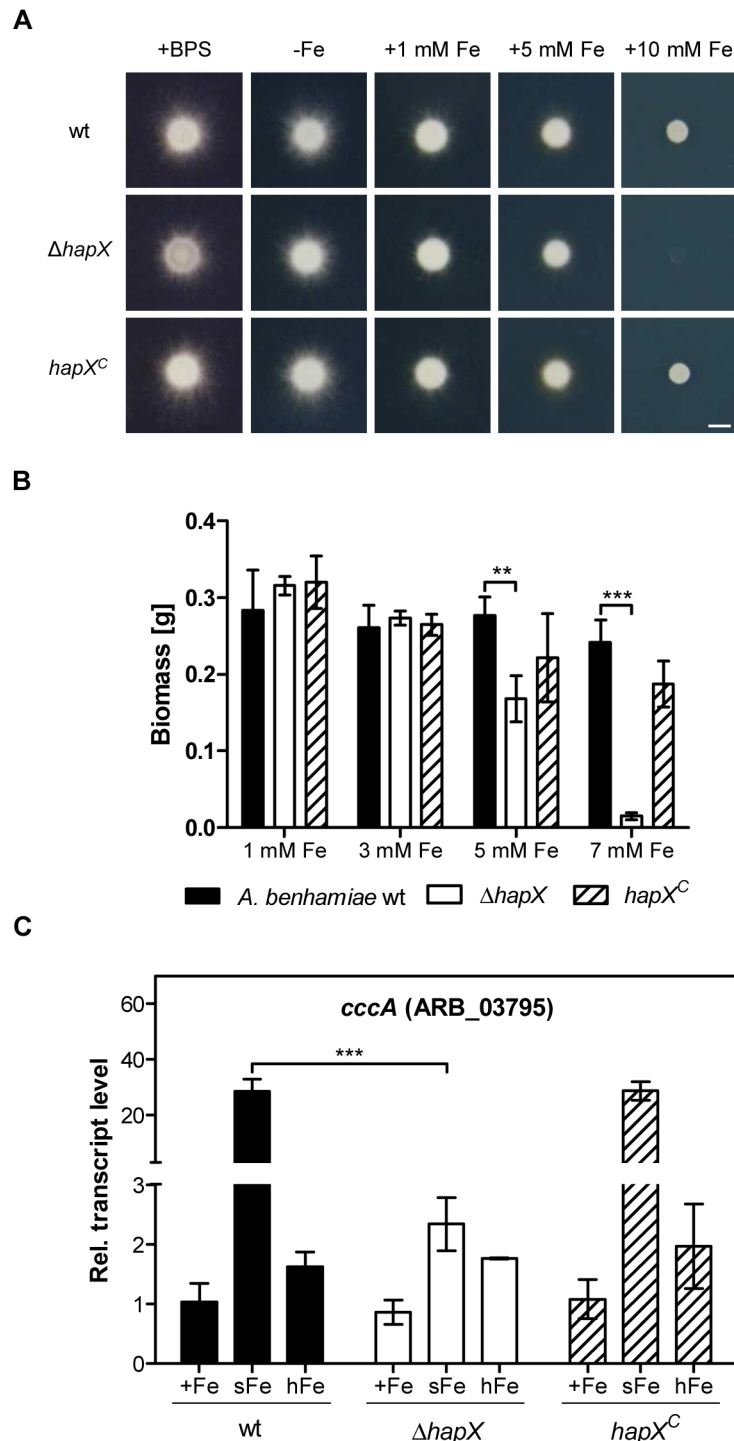 A
+BPS -Fe +1 mM Fe +5 mM Fe +10 mM Fe
wt
ΔhapX
hapX^C
B
Biomass [g]
0.4
0.3
0.2
0.1
0.0
** ***
1 mM Fe 3 mM Fe 5 mM Fe 7 mM Fe
A. benhamiae wt ΔhapX hapX^C
C
cccA (ARB_03795)
Rel. transcript level
60
40
20
3
2
1
0
***
+Fe sFe hFe +Fe sFe hFe +Fe sFe hFe
wt ΔhapX hapX^C